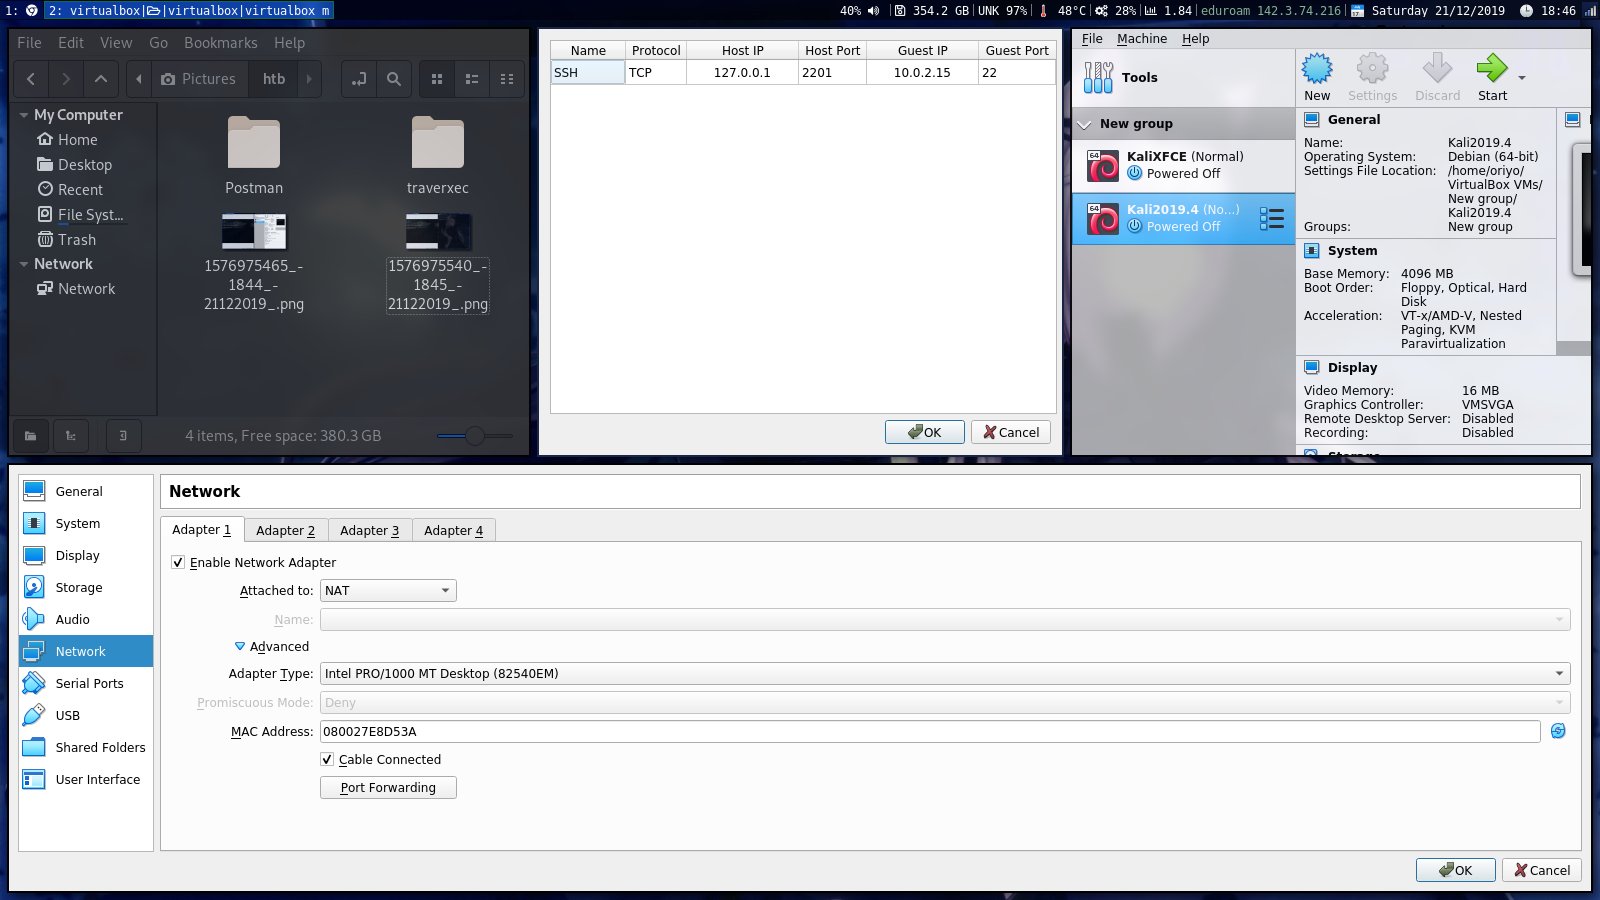 1:
2: virtualbox| |virtualbox|virtualbox m
40% 354.2 GB UNK 97% 48°C 28% 1.84 eduroam 142.3.74.216 Saturday 21/12/2019 18:46
File Edit View Go Bookmarks Help
Pictures htb
My Computer
Home
Desktop
Recent
File Syst...
Trash
Network
Network
Postman
traverxec
1576975465_-
1844_-
21122019_.png
1576975540_-
1845_-
21122019_.png
4 items, Free space: 380.3 GB
Name Protocol Host IP Host Port Guest IP Guest Port
SSH TCP 127.0.0.1 2201 10.0.2.15 22
OK Cancel
File Machine Help
Tools
New Settings Discard Start
New group
64
KaliXFCE (Normal)
Powered Off
64
Kali2019.4 (No...)
Powered Off
General
Name: Kali2019.4
Operating System: Debian (64-bit)
Settings File Location: /home/oriyo/
VirtualBox VMs/
New group/
Kali2019.4
Groups: New group
System
Base Memory: 4096 MB
Boot Order: Floppy, Optical, Hard
Disk
Acceleration: VT-x/AMD-V, Nested
Paging, KVM
Paravirtualization
Display
Video Memory: 16 MB
Graphics Controller: VMSVGA
Remote Desktop Server: Disabled
Recording: Disabled
Storage
General
System
Display
Storage
Audio
Network
Serial Ports
USB
Shared Folders
User Interface
Network
Adapter 1 Adapter 2 Adapter 3 Adapter 4
Enable Network Adapter
Attached to: NAT
Name:
Advanced
Adapter Type: Intel PRO/1000 MT Desktop (82540EM)
Promiscuous Mode: Deny
MAC Address: 080027E8D53A
Cable Connected
Port Forwarding
OK Cancel